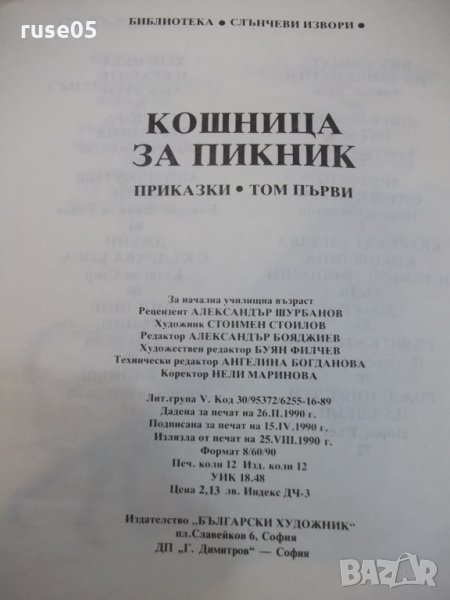 ruse05
БИБЛИОТЕКА • СЛЪНЧЕВИ ИЗВОРИ •
КОШНИЦА
ЗА ПИКНИК
ПРИКАЗКИ • ТОМ ПЪРВИ
За начална училищна възраст
Рецензент АЛЕКСАНДЪР ШУРБАНОВ
Художник СТОИМЕН СТОИЛОВ
Редактор АЛЕКСАНДЪР БОЯДЖИЕВ
Художествен редактор БУЯН ФИЛЧЕВ
Технически редактор АНГЕЛИНА БОГДАНОВА
Коректор НЕЛИ МАРИНОВА
Лит.група V. Код 30/95372/6255-16-89
Дадена за печат на 26.II.1990 г.
Подписана за печат на 15.IV.1990 г.
Излязла от печат на 25.VIII.1990 г.
Формат 8/60/90
Печ. коли 12 Изд. коли 12
УИК 18.48
Цена 2,13 лв. Индекс ДЧ-3
Издателство „БЪЛГАРСКИ ХУДОЖНИК“
пл.Славейков 6, София
ДП „Г. Димитров“ — София
BAZAR